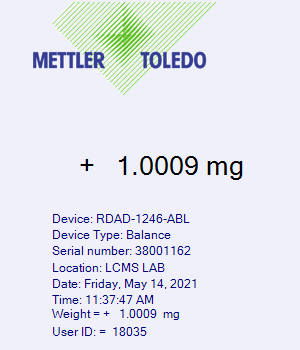 METTLER TOLEDO
+ 1.0009 mg
Device: RDAD-1246-ABL
Device Type: Balance
Serial number: 38001162
Location: LCMS LAB
Date: Friday, May 14, 2021
Time: 11:37:47 AM
Weight = + 1.0009 mg
User ID: = 18035